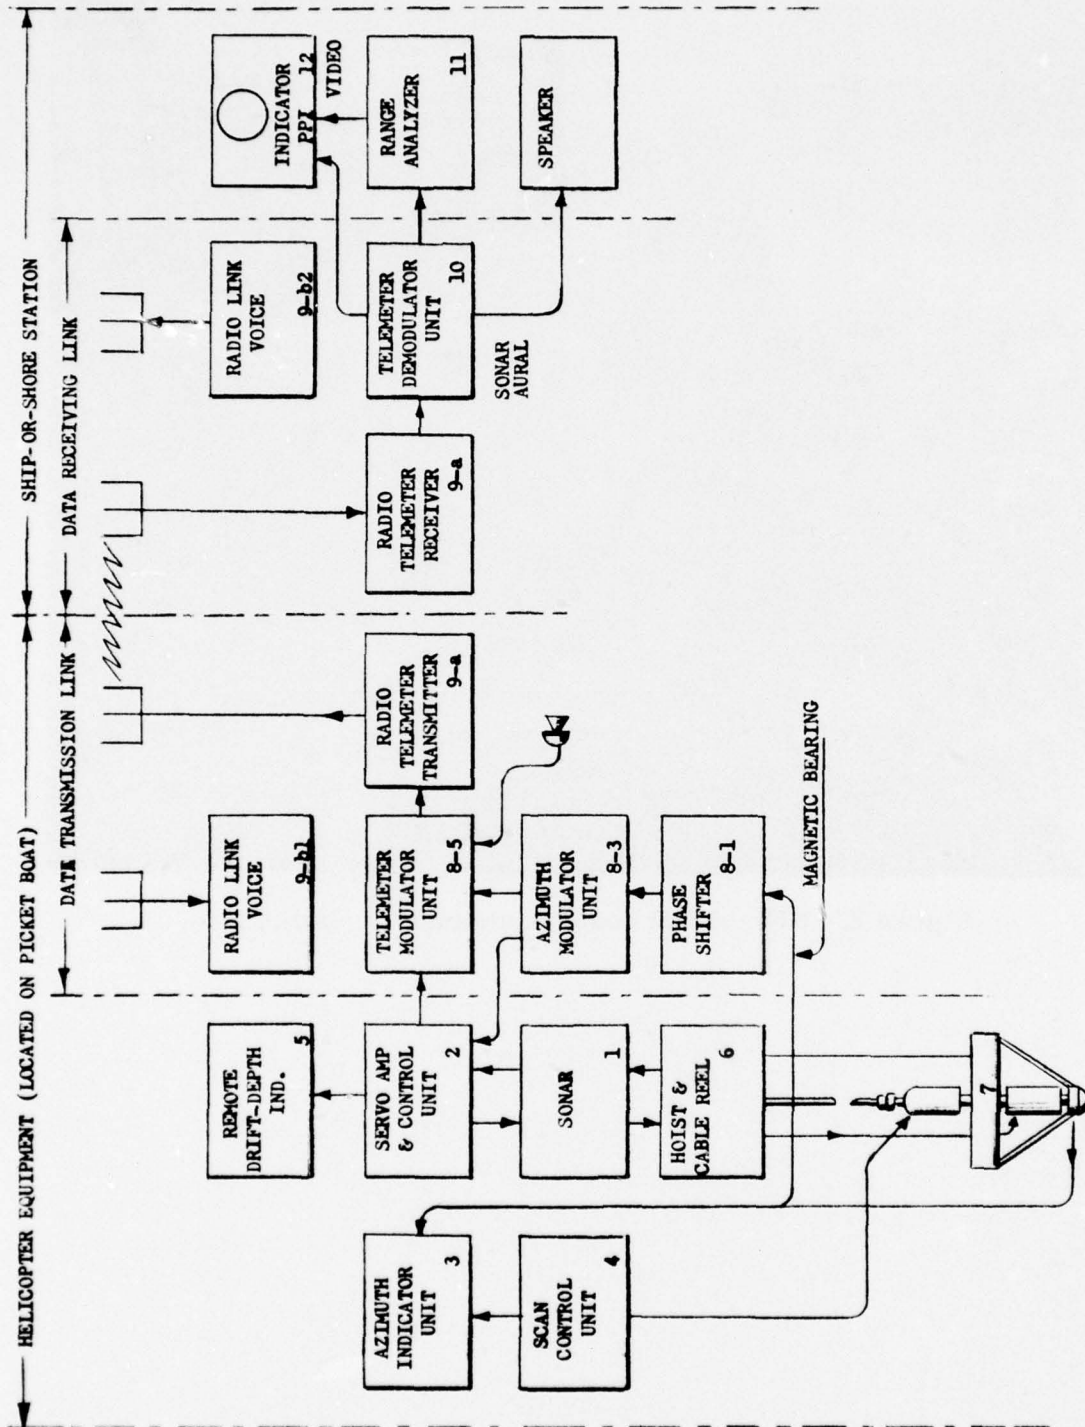 HELICOPTER EQUIPMENT (LOCATED ON PICKET BOAT)
SHIP-OR-SHORE STATION
DATA TRANSMISSION LINK
DATA RECEIVING LINK
RADIO LINK
VOICE
9-b1
RADIO LINK
VOICE
9-b2
INDICATOR
PPI 12
VIDEO
REMOTE
DRIFT-DEPTH
IND. 5
AZIMUTH
INDICATOR
UNIT 3
SERVO AMP
& CONTROL
UNIT 2
TELEMETER
MODULATOR
UNIT 8-5
RADIO
TELEMETER
TRANSMITTER
9-a
RADIO
TELEMETER
RECEIVER
9-a
TELEMETER
DEMODULATOR
UNIT 10
RANGE
ANALYZER 11
SONAR
AURAL
SCAN
CONTROL
UNIT 4
SONAR 1
AZIMUTH
MODULATOR
UNIT 8-3
SPEAKER
HOIST &
CABLE REEL 6
PHASE
SHIFTER 8-1
MAGNETIC BEARING
7